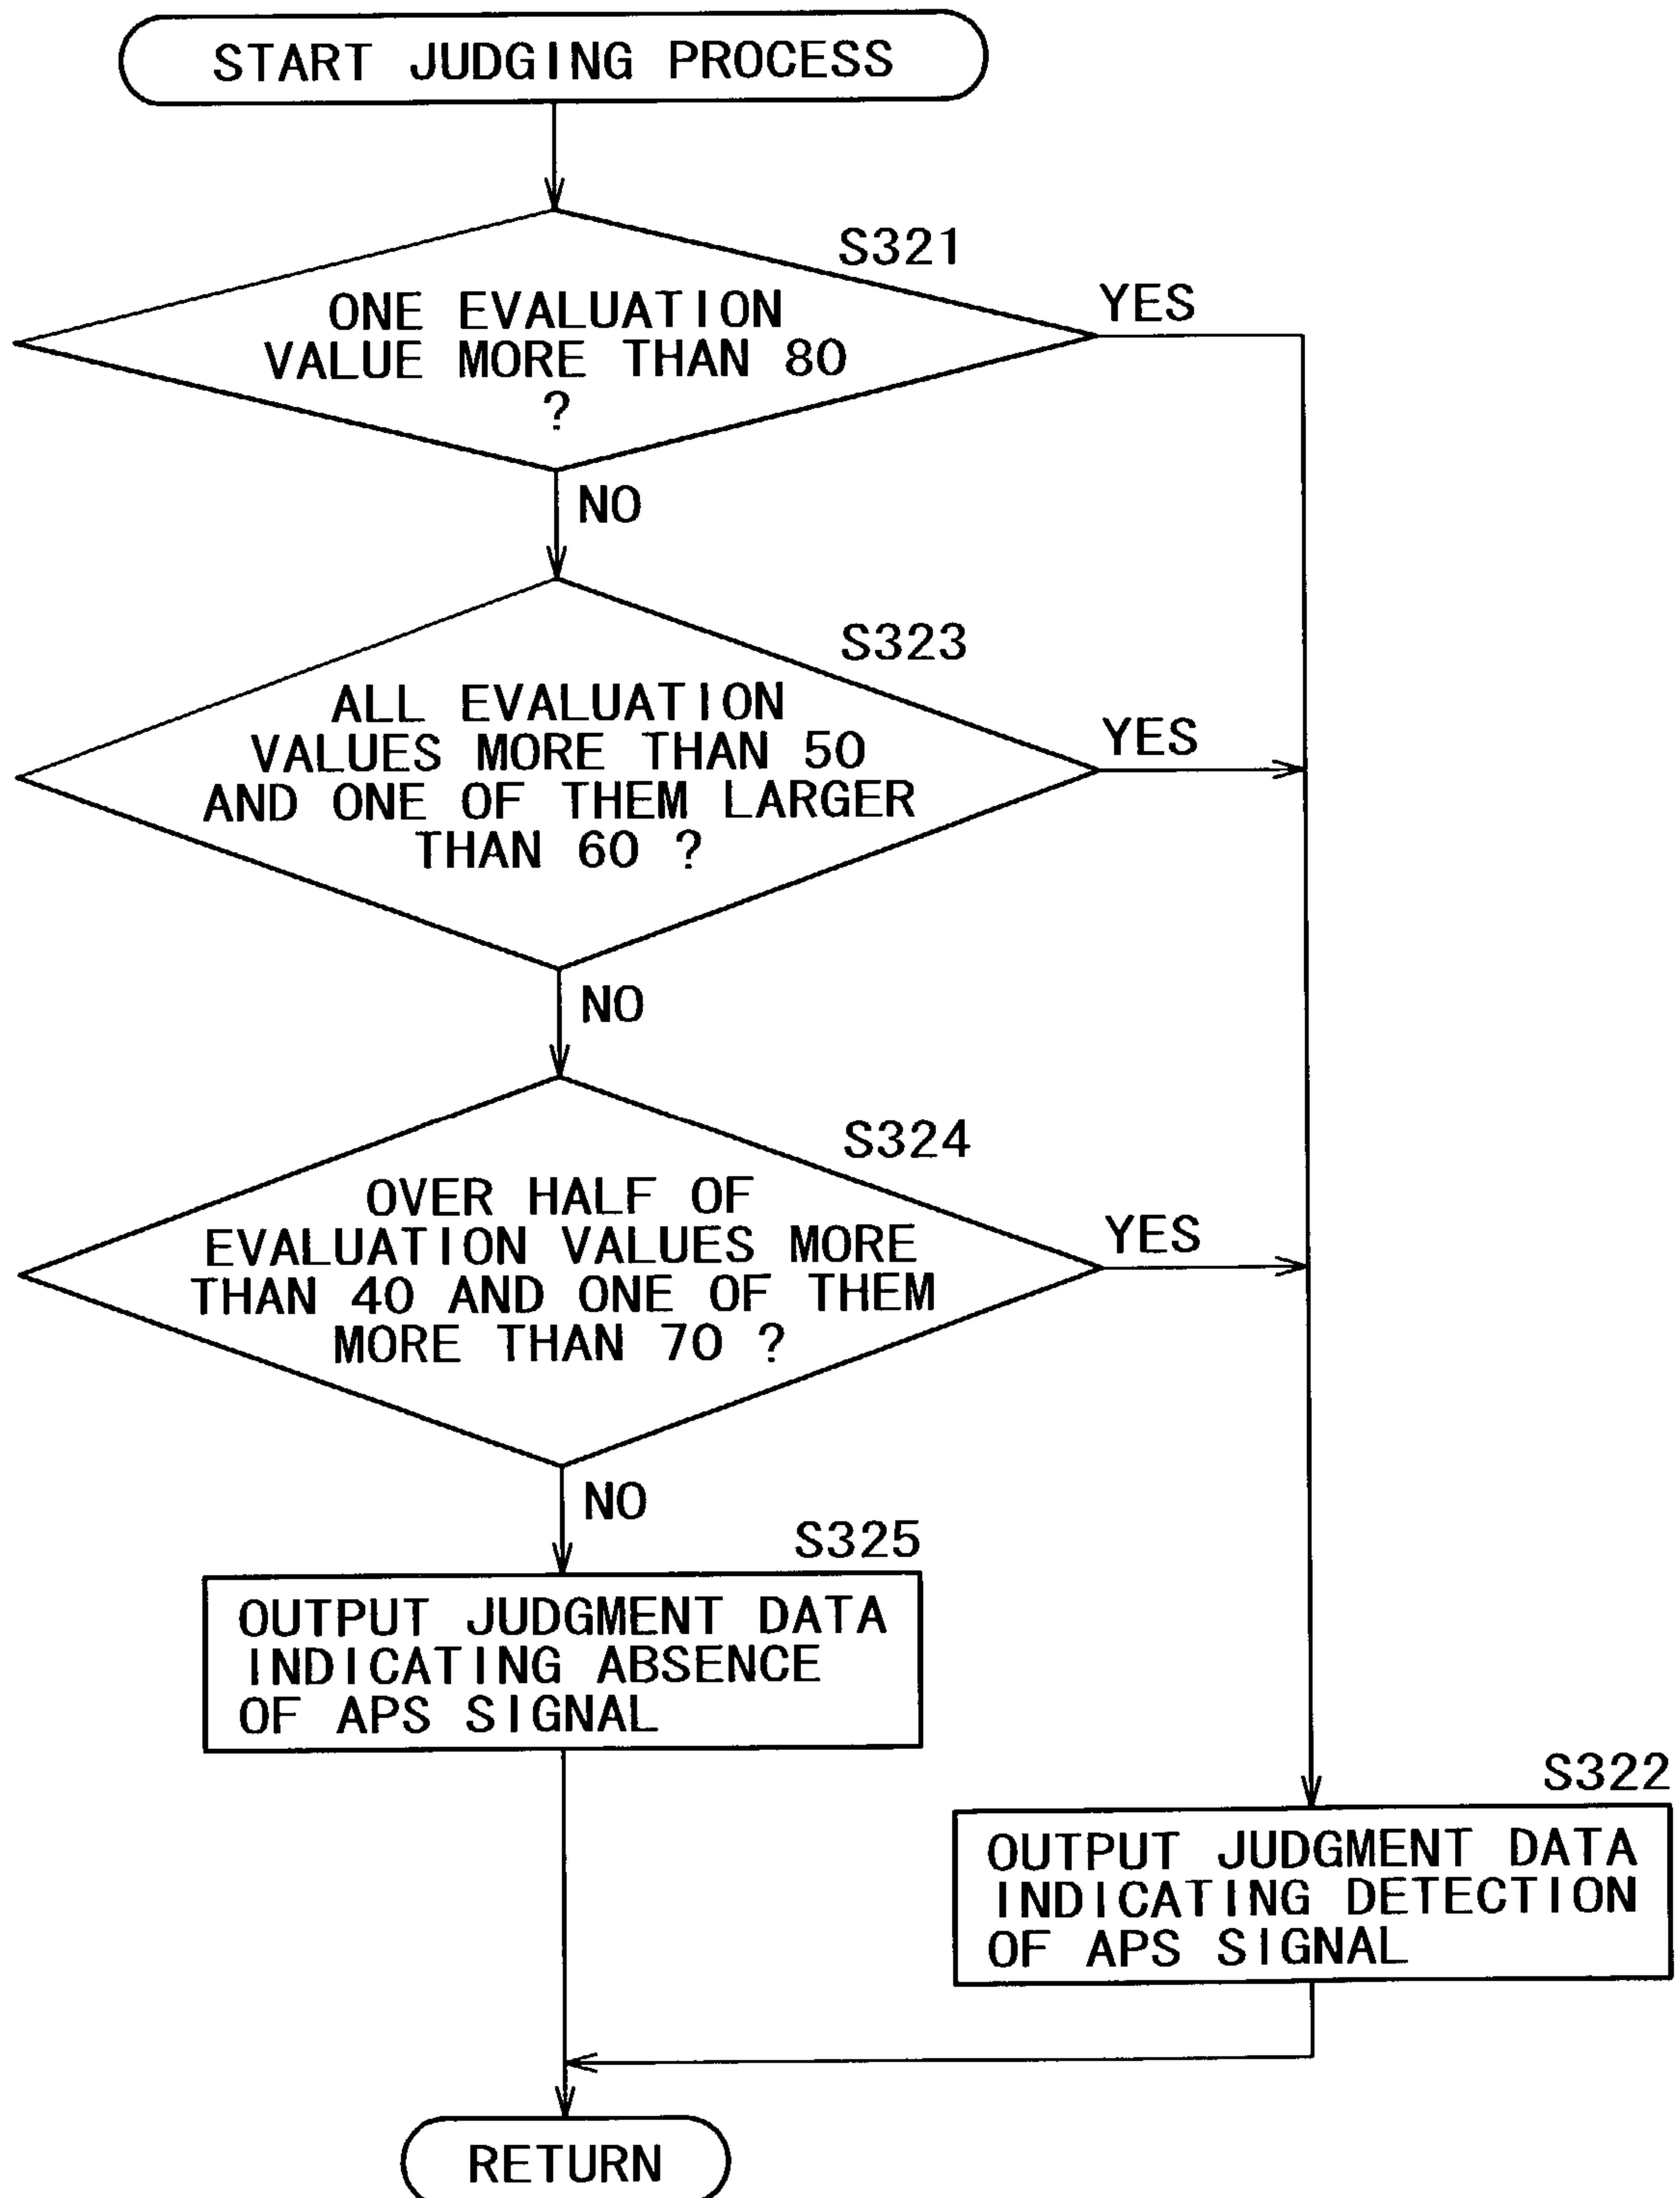 START JUDGING PROCESS
S321
ONE EVALUATION
VALUE MORE THAN 80
?
YES
NO
S323
ALL EVALUATION
VALUES MORE THAN 50
AND ONE OF THEM LARGER
THAN 60 ?
YES
NO
S324
OVER HALF OF
EVALUATION VALUES MORE
THAN 40 AND ONE OF THEM
MORE THAN 70 ?
YES
NO
S325
OUTPUT JUDGMENT DATA
INDICATING ABSENCE
OF APS SIGNAL
S322
OUTPUT JUDGMENT DATA
INDICATING DETECTION
OF APS SIGNAL
RETURN